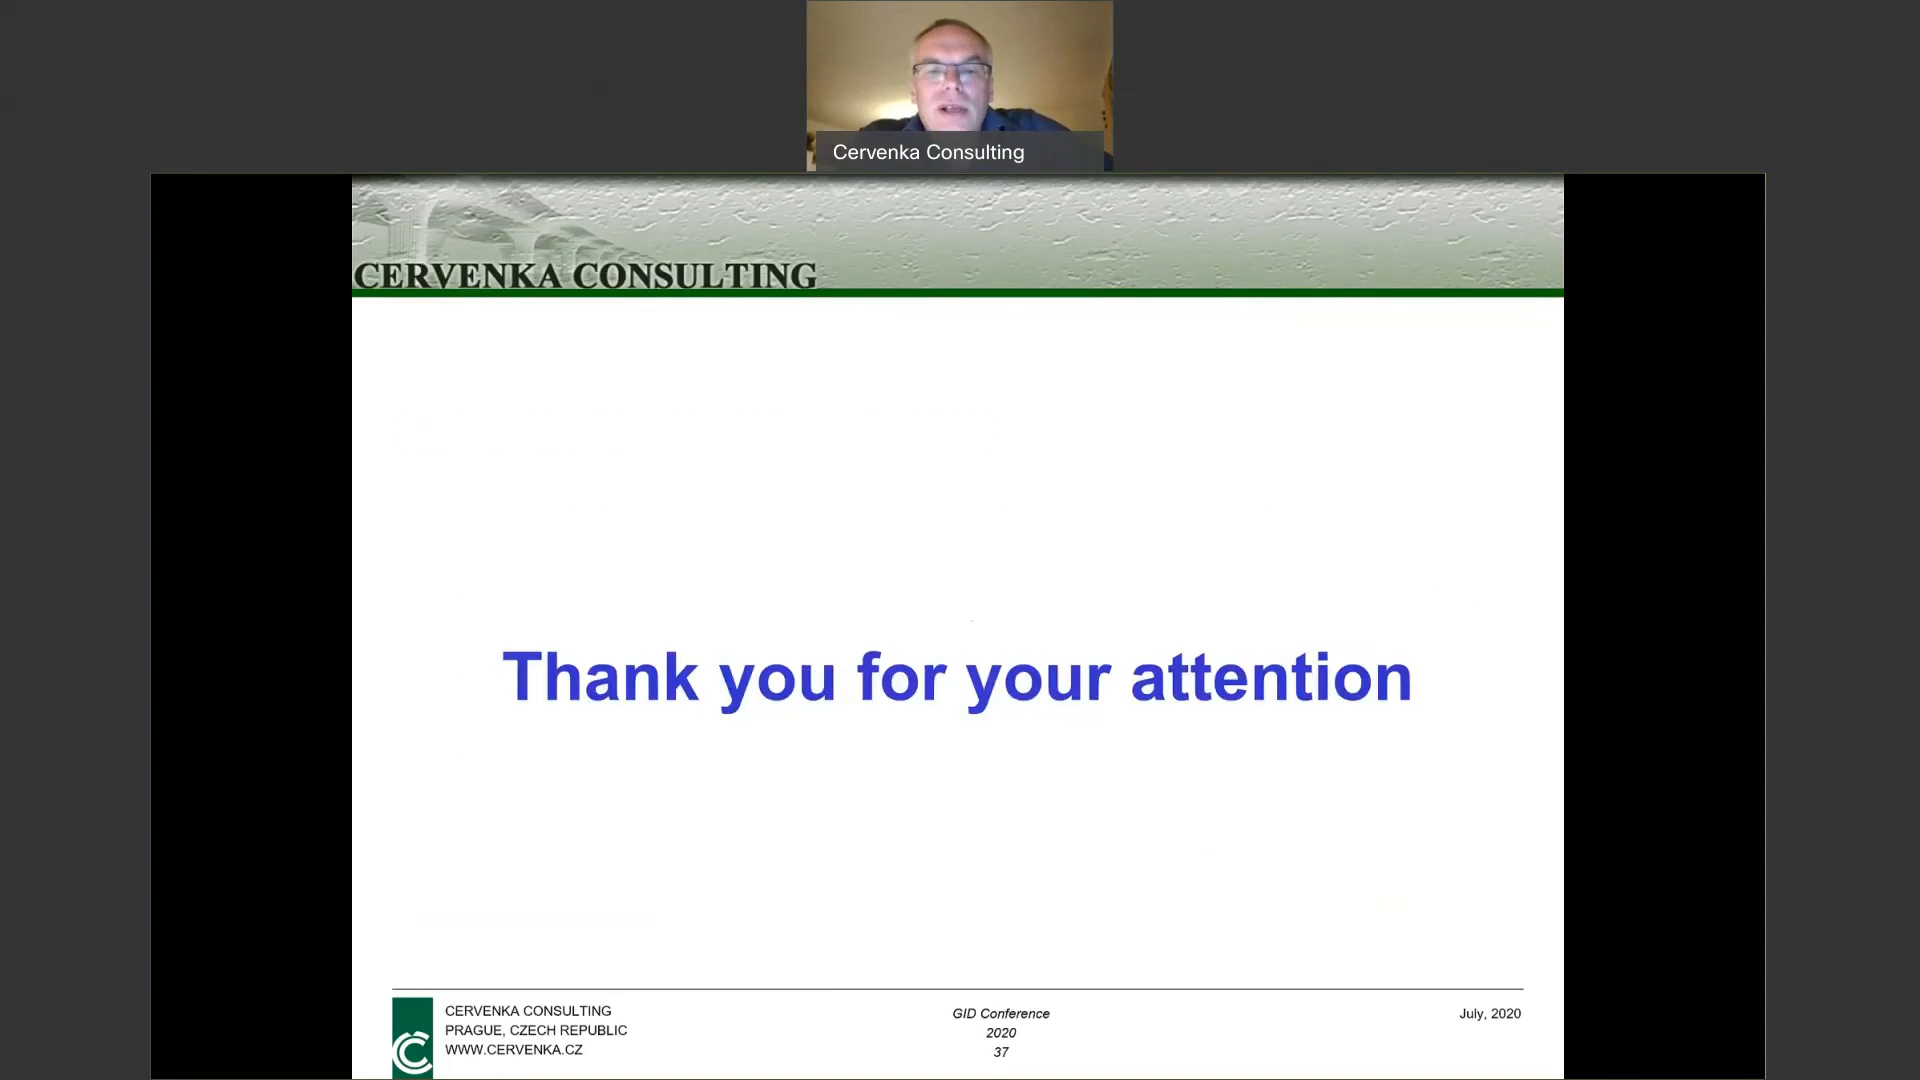 Cervenka Consulting
CERVENKA CONSULTING
Thank you for your attention
CERVENKA CONSULTING
PRAGUE, CZECH REPUBLIC
WWW.CERVENKA.CZ
GID Conference
2020
37
July, 2020